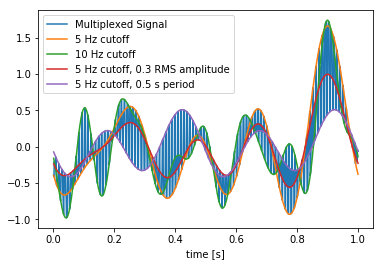 Multiplexed Signal
5 Hz cutoff
10 Hz cutoff
5 Hz cutoff, 0.3 RMS amplitude
5 Hz cutoff, 0.5 s period
1.5
1.0
0.5
0.0
−0.5
−1.0
0.0 0.2 0.4 0.6 0.8 1.0
time [s]